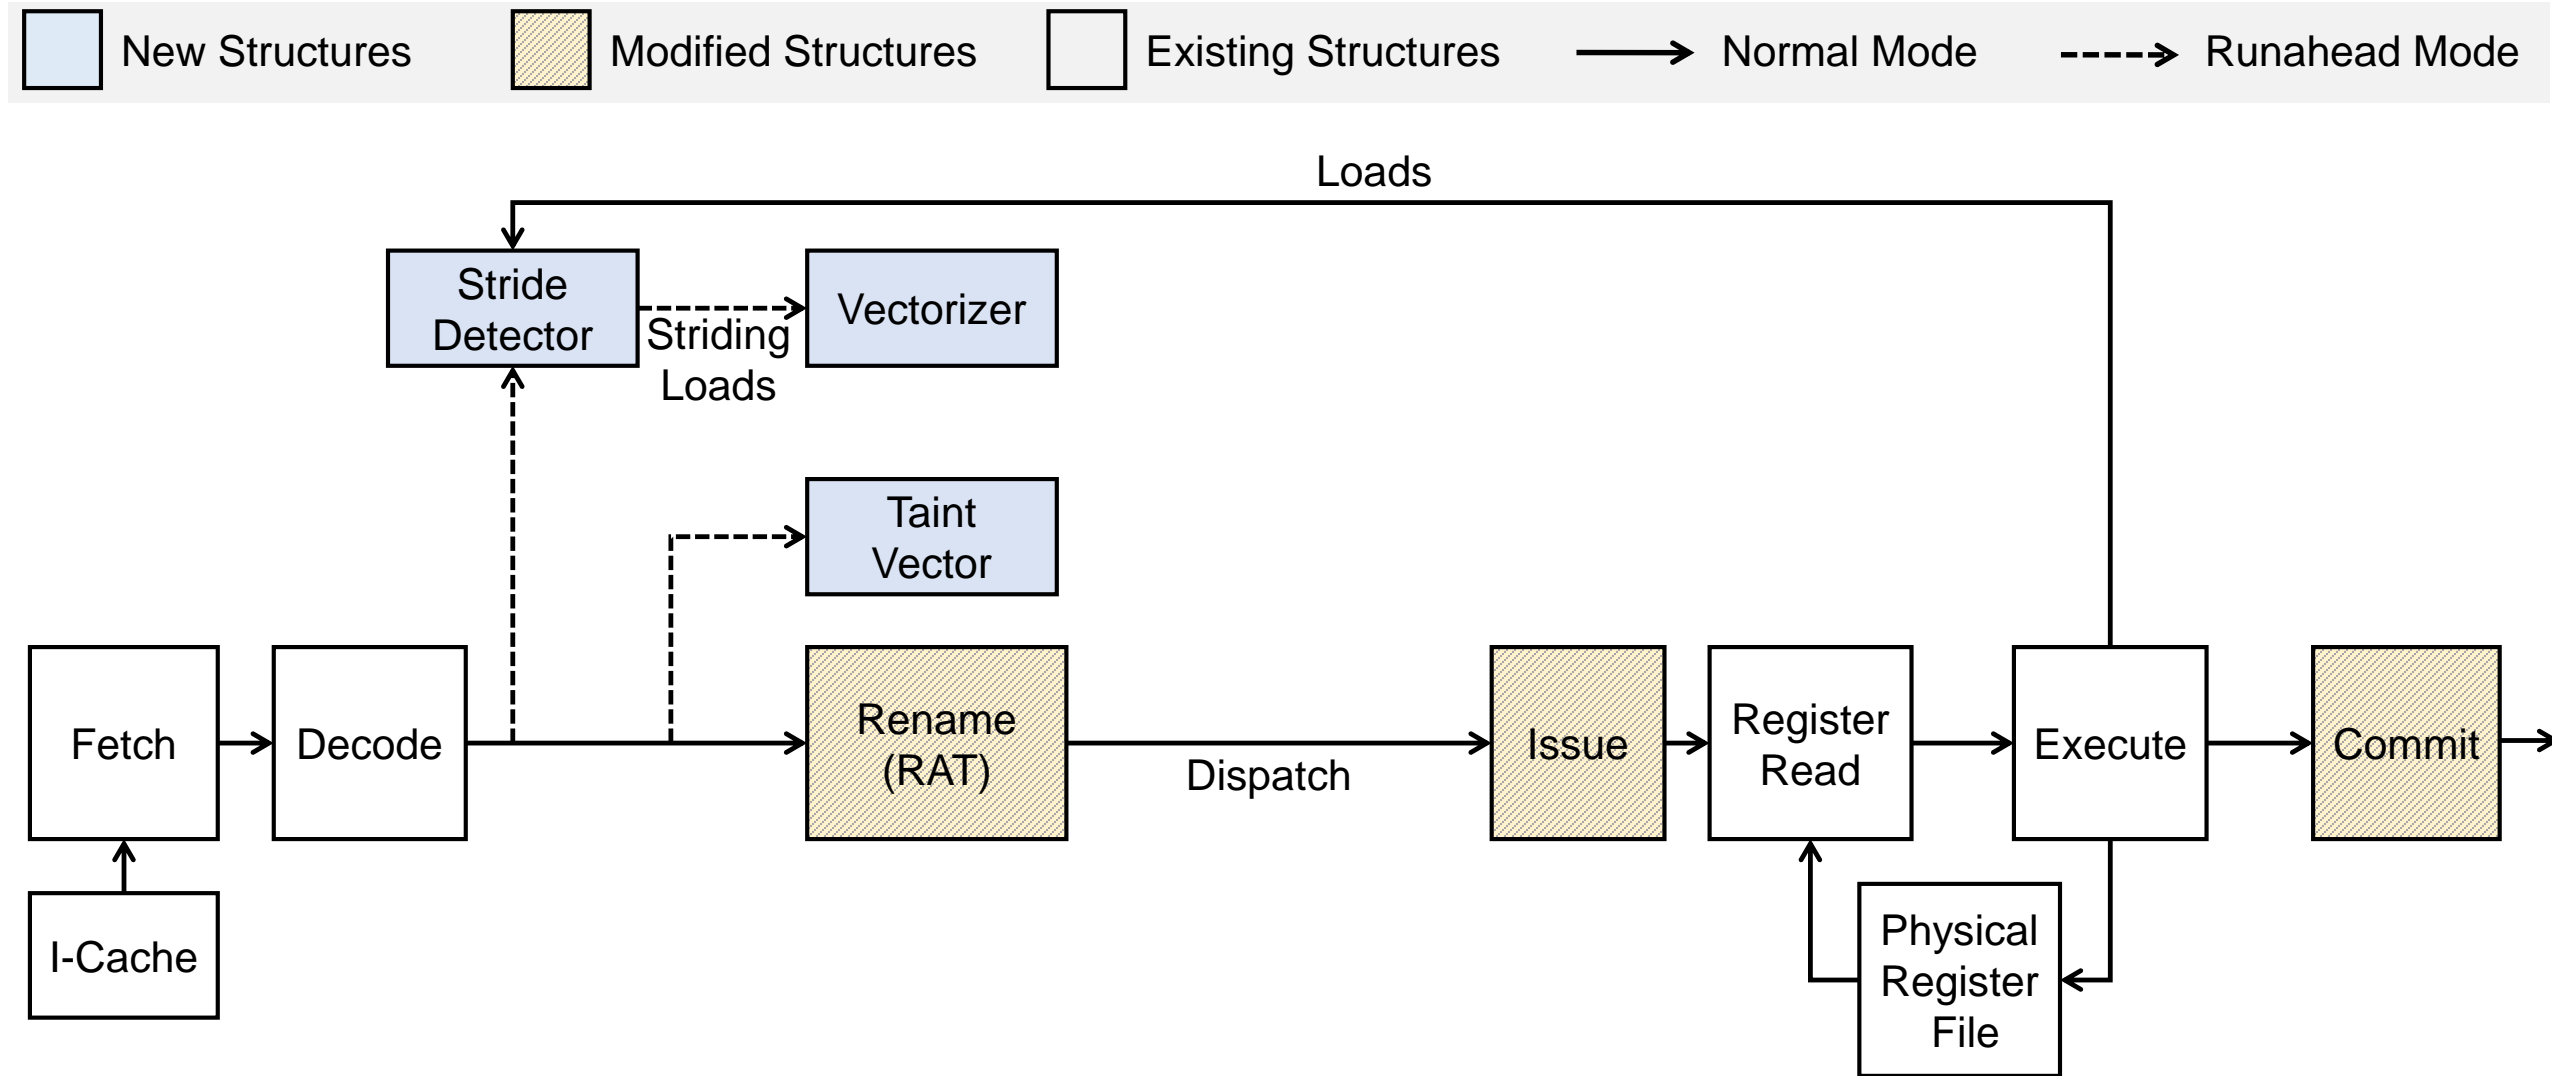 New Structures
Modified Structures
Existing Structures
Normal Mode
Runahead Mode
Loads
Stride
Detector
Striding
Loads
Vectorizer
Taint
Vector
Fetch
Decode
Rename
(RAT)
Dispatch
Issue
Register
Read
Execute
Commit
I-Cache
Physical
Register
File